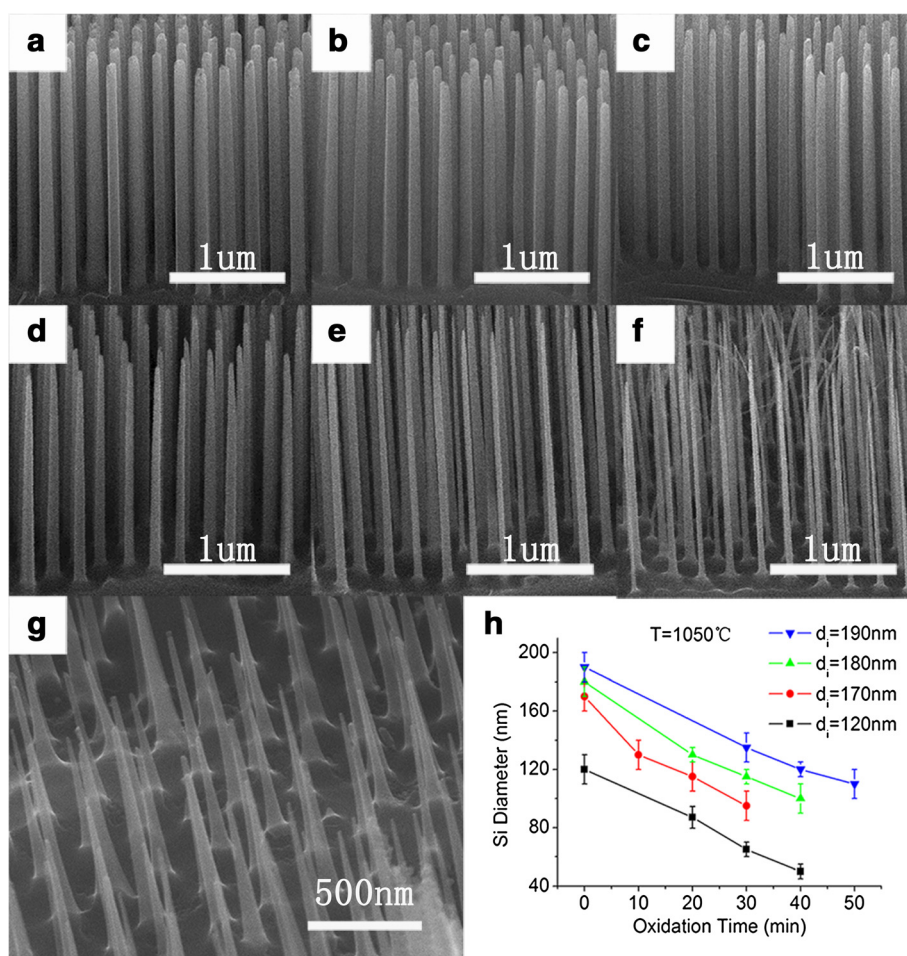 a
b
c
1um
1um
1um
d
e
f
1um
1um
1um
g
500nm
h
T=1050℃
di=190nm
di=180nm
di=170nm
di=120nm
200
160
120
80
40
Si Diameter (nm)
0 10 20 30 40 50
Oxidation Time (min)